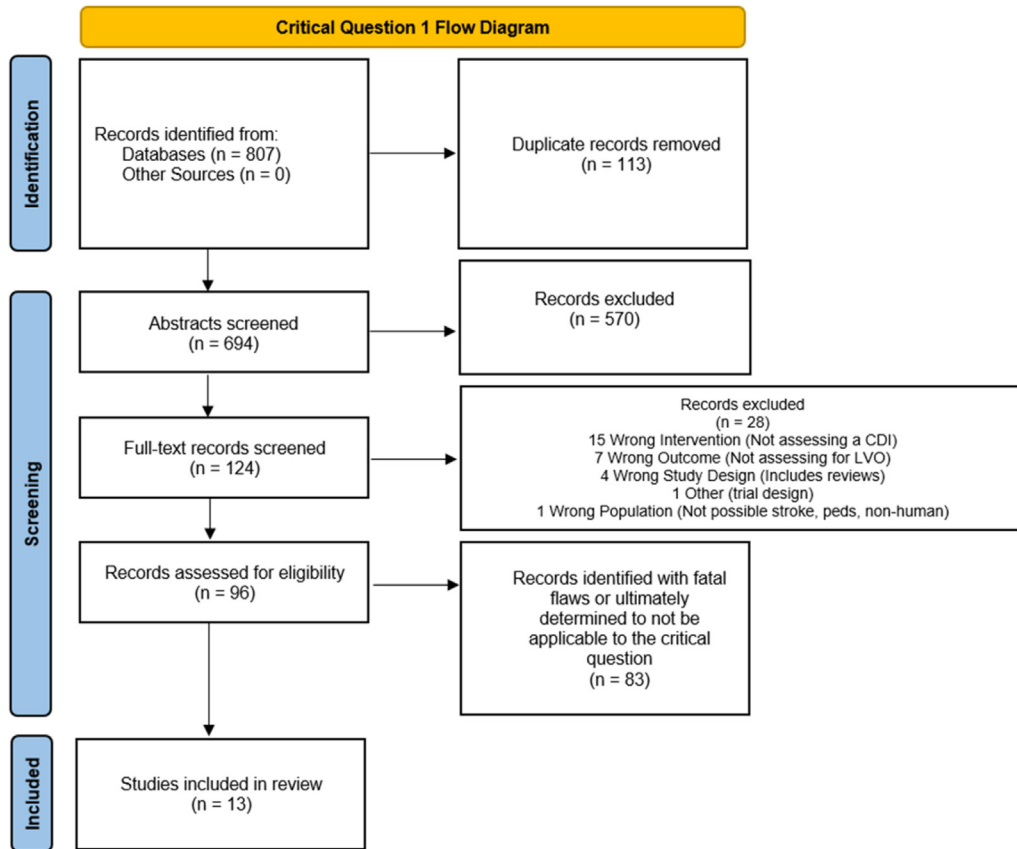 Critical Question 1 Flow Diagram
Identification
Records identified from:
Databases (n = 807)
Other Sources (n = 0)
Duplicate records removed
(n = 113)
Screening
Abstracts screened
(n = 694)
Records excluded
(n = 570)
Full-text records screened
(n = 124)
Records excluded
(n = 28)
15 Wrong Intervention (Not assessing a CDI)
7 Wrong Outcome (Not assessing for LVO)
4 Wrong Study Design (Includes reviews)
1 Other (trial design)
1 Wrong Population (Not possible stroke, peds, non-human)
Records assessed for eligibility
(n = 96)
Records identified with fatal
flaws or ultimately
determined to not be
applicable to the critical
question
(n = 83)
Included
Studies included in review
(n = 13)